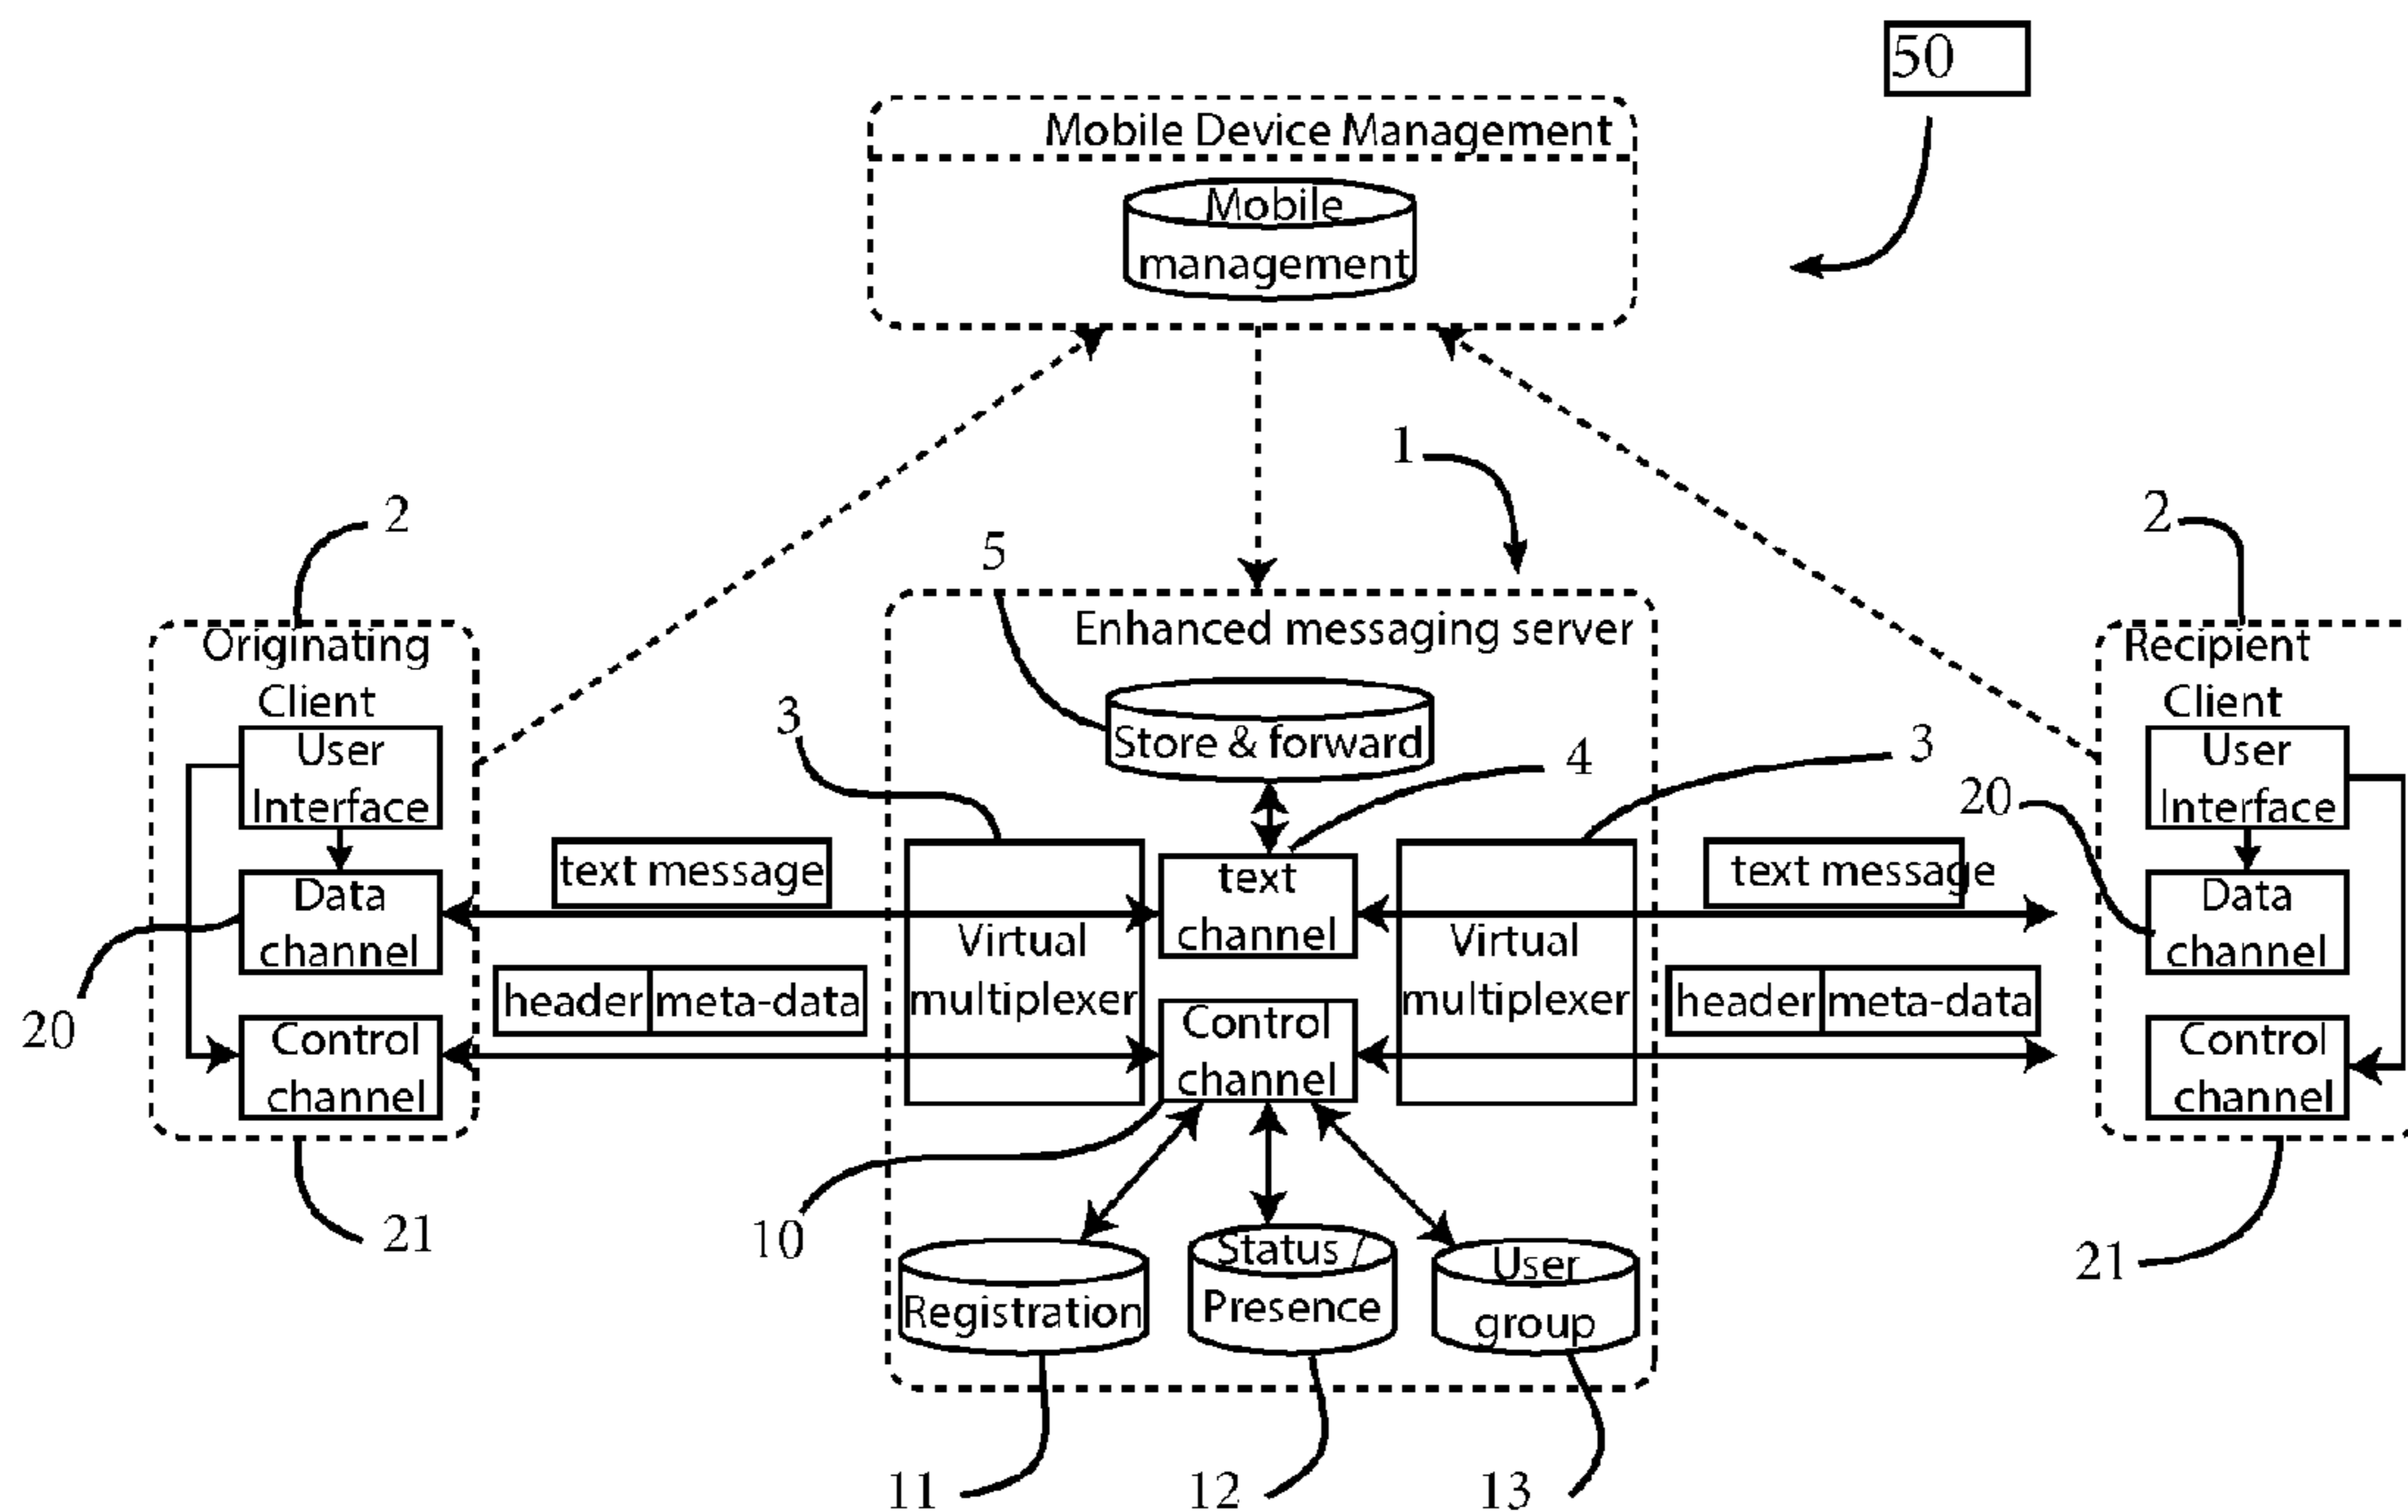 50
Mobile Device Management
Mobile
management
1
2
2
5
Enhanced messaging server
Originating
Client
Recipient
Client
3
Store & forward
4
3
User
Interface
User
Interface
20
text message
text
channel
text message
Data
channel
Data
channel
Virtual
multiplexer
Virtual
multiplexer
header
meta-data
header
meta-data
20
Control
channel
Control
channel
Control
channel
10
21
21
Registration
Status /
Presence
User
group
11
12
13